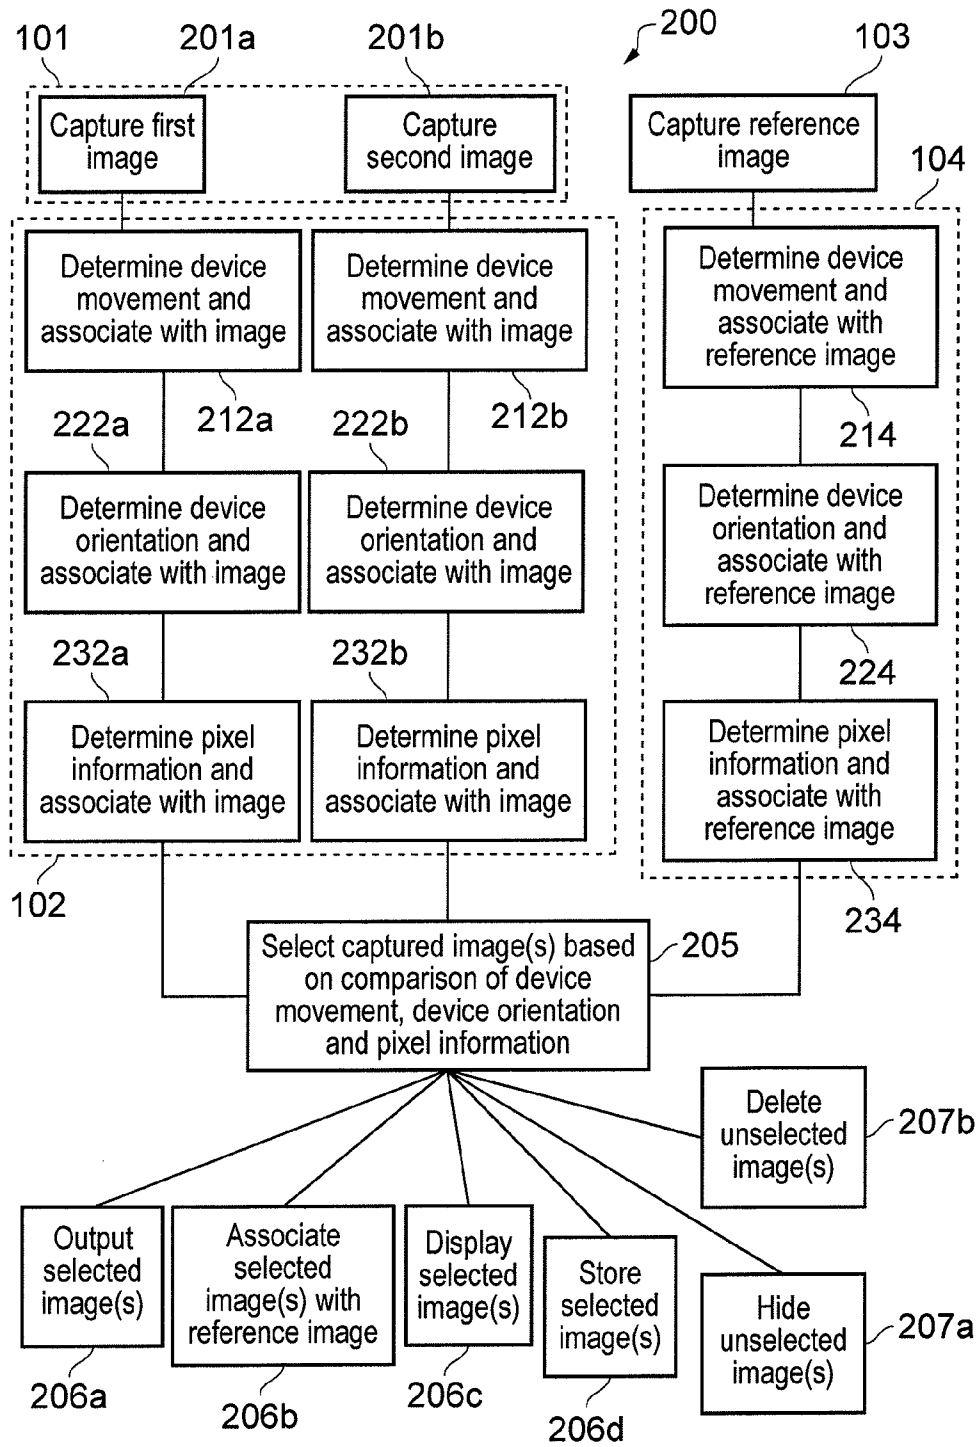 101
201a
201b
200
103
Capture first
image
Capture
second image
Capture reference
image
104
Determine device
movement and
associate with image
Determine device
movement and
associate with image
Determine device
movement and
associate with
reference image
212a
212b
214
222a
222b
Determine device
orientation and
associate with image
Determine device
orientation and
associate with image
Determine device
orientation and
associate with
reference image
224
232a
232b
Determine pixel
information and
associate with image
Determine pixel
information and
associate with image
Determine pixel
information and
associate with
reference image
102
234
Select captured image(s) based
on comparison of device
movement, device orientation
and pixel information
205
Delete
unselected
image(s)
207b
Output
selected
image(s)
206a
Associate
selected
image(s) with
reference image
206b
Display
selected
image(s)
206c
Store
selected
image(s)
206d
Hide
unselected
image(s)
207a